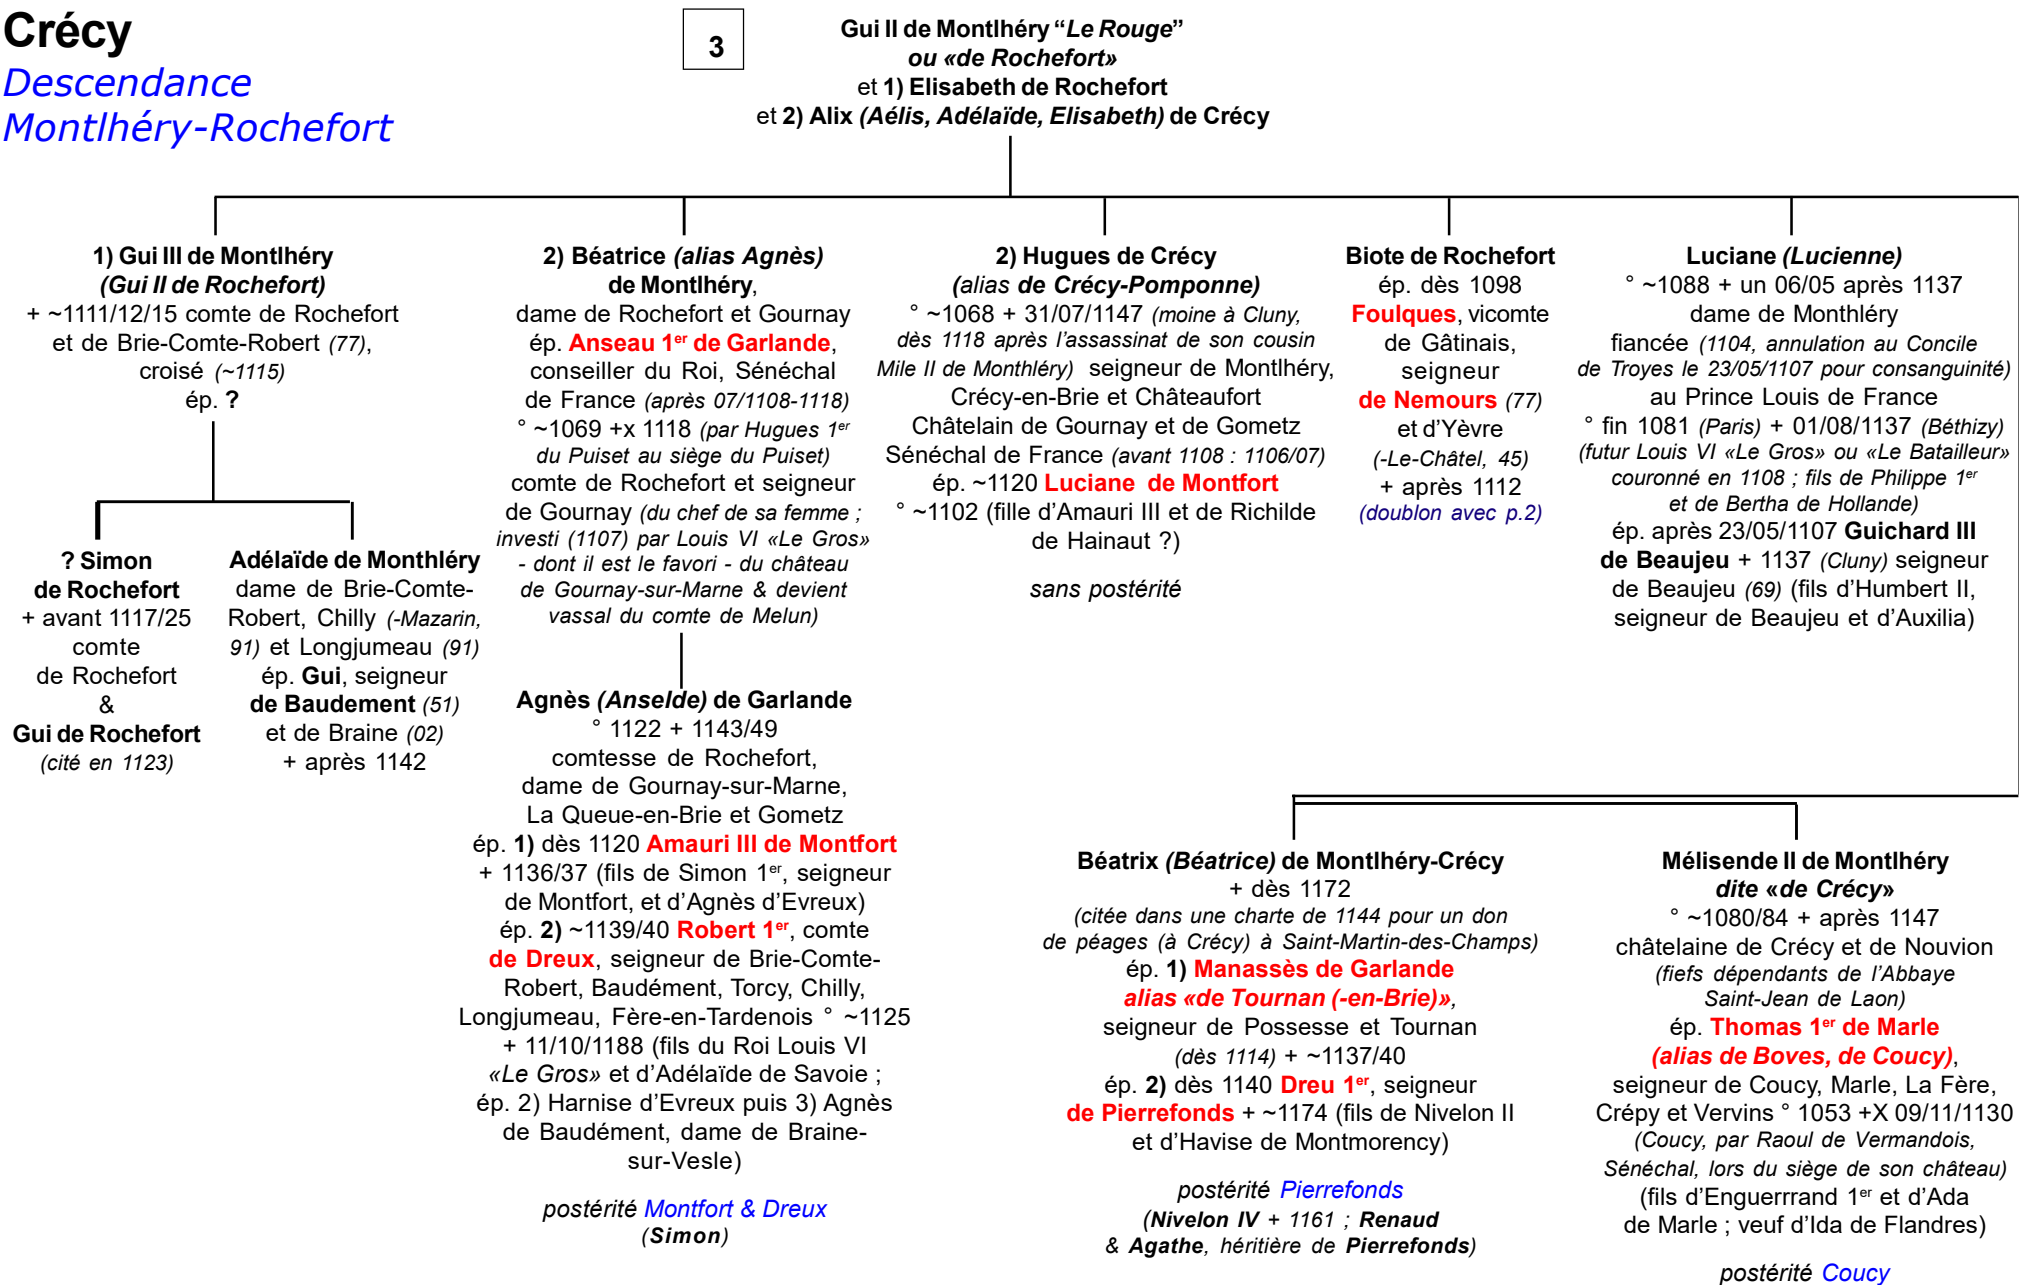 Crécy
Descendance
Montlhéry-Rochefort
3
Gui II de Montlhéry “Le Rouge”
ou «de Rochefort»
et 1) Elisabeth de Rochefort
et 2) Alix (Aélis, Adélaïde, Elisabeth) de Crécy
1) Gui III de Montlhéry
(Gui II de Rochefort)
+ ~1111/12/15 comte de Rochefort
et de Brie-Comte-Robert (77),
croisé (~1115)
ép. ?
? Simon
de Rochefort
+ avant 1117/25
comte
de Rochefort
&
Gui de Rochefort
(cité en 1123)
Adélaïde de Monthléry
dame de Brie-Comte-
Robert, Chilly (-Mazarin,
91) et Longjumeau (91)
ép. Gui, seigneur
de Baudement (51)
et de Braine (02)
+ après 1142
2) Béatrice (alias Agnès)
de Montlhéry,
dame de Rochefort et Gournay
ép. Anseau 1er de Garlande,
conseiller du Roi, Sénéchal
de France (après 07/1108-1118)
° ~1069 +x 1118 (par Hugues 1er
du Puiset au siège du Puiset)
comte de Rochefort et seigneur
de Gournay (du chef de sa femme ;
investi (1107) par Louis VI «Le Gros»
- dont il est le favori - du château
de Gournay-sur-Marne & devient
vassal du comte de Melun)
Agnès (Anselde) de Garlande
° 1122 + 1143/49
comtesse de Rochefort,
dame de Gournay-sur-Marne,
La Queue-en-Brie et Gometz
ép. 1) dès 1120 Amauri III de Montfort
+ 1136/37 (fils de Simon 1er, seigneur
de Montfort, et d’Agnès d’Evreux)
ép. 2) ~1139/40 Robert 1er, comte
de Dreux, seigneur de Brie-Comte-
Robert, Baudément, Torcy, Chilly,
Longjumeau, Fère-en-Tardenois ° ~1125
+ 11/10/1188 (fils du Roi Louis VI
«Le Gros» et d’Adélaïde de Savoie ;
ép. 2) Harnise d’Evreux puis 3) Agnès
de Baudément, dame de Braine-
sur-Vesle)
postérité Montfort & Dreux
(Simon)
2) Hugues de Crécy
(alias de Crécy-Pomponne)
° ~1068 + 31/07/1147 (moine à Cluny,
dès 1118 après l’assassinat de son cousin
Mile II de Monthléry) seigneur de Montlhéry,
Crécy-en-Brie et Châteaufort
Châtelain de Gournay et de Gometz
Sénéchal de France (avant 1108 : 1106/07)
ép. ~1120 Luciane de Montfort
° ~1102 (fille d’Amauri III et de Richilde
de Hainaut ?)
sans postérité
Biote de Rochefort
ép. dès 1098
Foulques, vicomte
de Gâtinais,
seigneur
de Nemours (77)
et d’Yèvre
(-Le-Châtel, 45)
+ après 1112
(doublon avec p.2)
Luciane (Lucienne)
° ~1088 + un 06/05 après 1137
dame de Monthléry
fiancée (1104, annulation au Concile
de Troyes le 23/05/1107 pour consanguinité)
au Prince Louis de France
° fin 1081 (Paris) + 01/08/1137 (Béthizy)
(futur Louis VI «Le Gros» ou «Le Batailleur»
couronné en 1108 ; fils de Philippe 1er
et de Bertha de Hollande)
ép. après 23/05/1107 Guichard III
de Beaujeu + 1137 (Cluny) seigneur
de Beaujeu (69) (fils d’Humbert II,
seigneur de Beaujeu et d’Auxilia)
Béatrix (Béatrice) de Montlhéry-Crécy
+ dès 1172
(citée dans une charte de 1144 pour un don
de péages (à Crécy) à Saint-Martin-des-Champs)
ép. 1) Manassès de Garlande
alias «de Tournan (-en-Brie)»,
seigneur de Possesse et Tournan
(dès 1114) + ~1137/40
ép. 2) dès 1140 Dreu 1er, seigneur
de Pierrefonds + ~1174 (fils de Nivelon II
et d’Havise de Montmorency)
postérité Pierrefonds
(Nivelon IV + 1161 ; Renaud
& Agathe, héritière de Pierrefonds)
Mélisende II de Montlhéry
dite «de Crécy»
° ~1080/84 + après 1147
châtelaine de Crécy et de Nouvion
(fiefs dépendants de l’Abbaye
Saint-Jean de Laon)
ép. Thomas 1er de Marle
(alias de Boves, de Coucy),
seigneur de Coucy, Marle, La Fère,
Crépy et Vervins ° 1053 +X 09/11/1130
(Coucy, par Raoul de Vermandois,
Sénéchal, lors du siège de son château)
(fils d’Enguerrrand 1er et d’Ada
de Marle ; veuf d’Ida de Flandres)
postérité Coucy